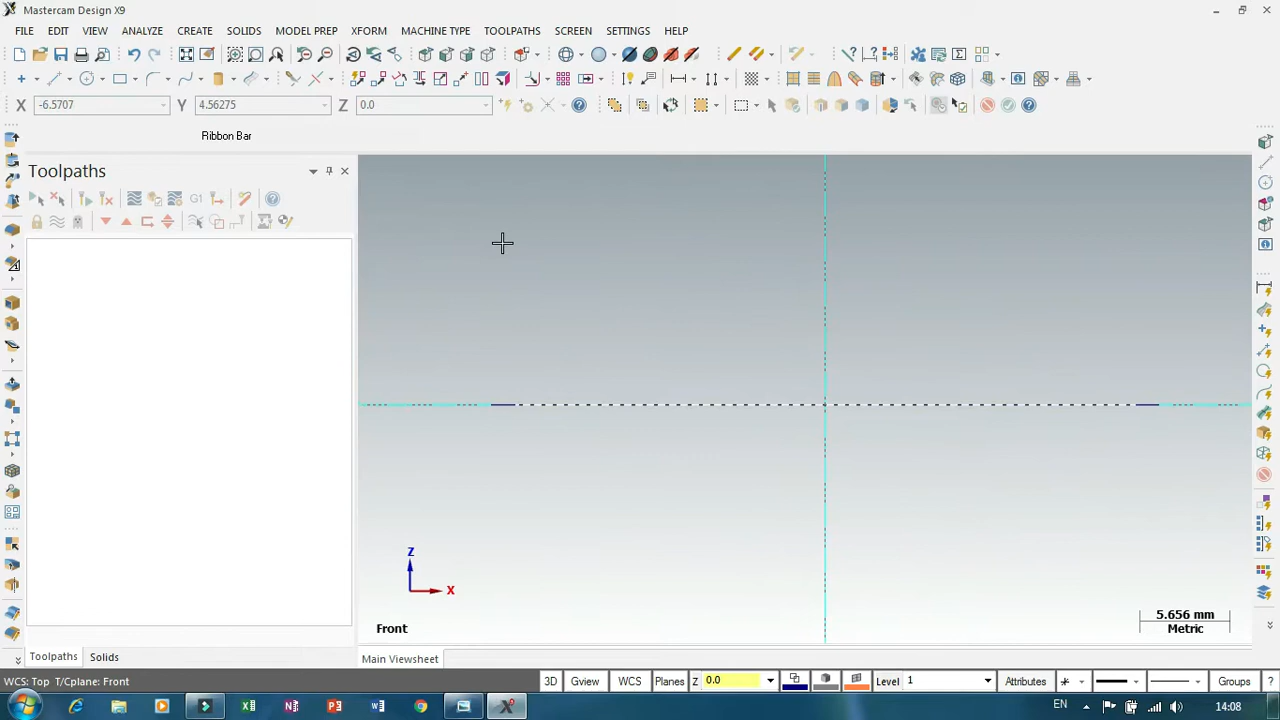 Mastercam Design X9
FILE EDIT VIEW ANALYZE CREATE SOLIDS MODEL PREP XFORM MACHINE TYPE TOOLPATHS SCREEN SETTINGS HELP
X -6.5707 Y 4.56275 Z 0.0
Ribbon Bar
Toolpaths
G1
Z
X
Front
5.656 mm
Metric
Toolpaths Solids
Main Viewsheet
WCS: Top T/Cplane: Front 3D Gview WCS Planes Z 0.0 Level 1 Attributes Groups
EN 14:08